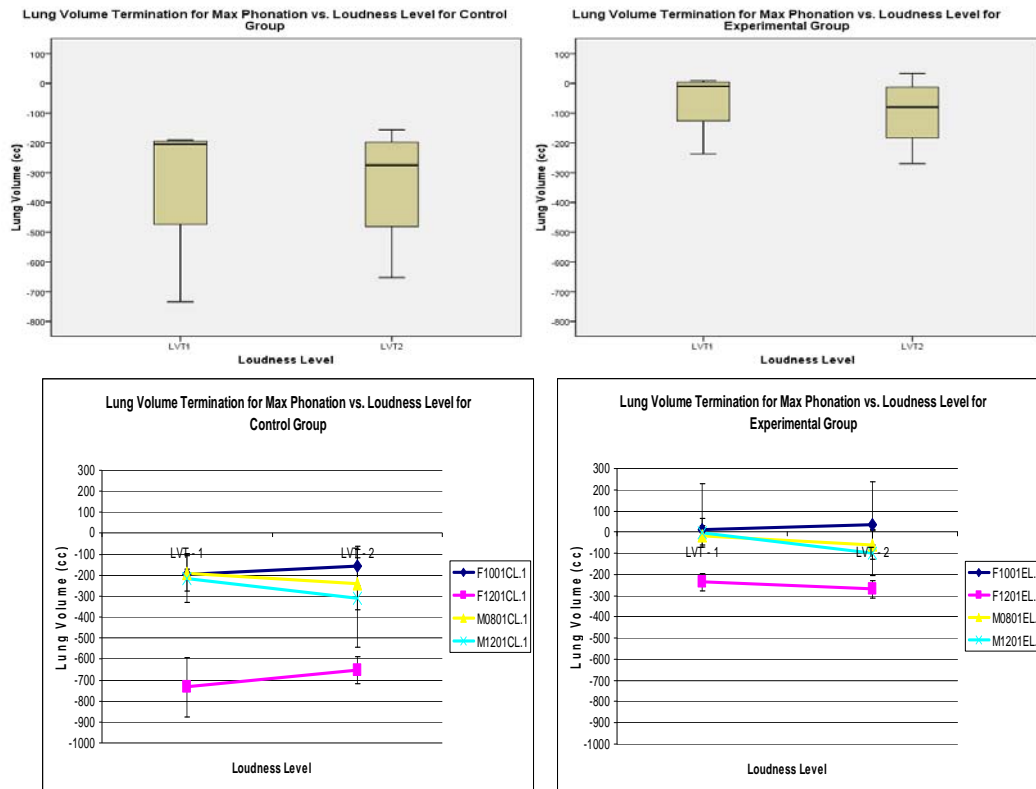 Lung Volume Termination for Max Phonation vs. Loudness Level for Control
Group
Lung Volume (cc)
100
0
-100
-200
-300
-400
-500
-600
-700
-800
LVT1
LVT2
Loudness Level
Lung Volume Termination for Max Phonation vs. Loudness Level for
Experimental Group
Lung Volume (cc)
100
0
-100
-200
-300
-400
-500
-600
-700
-800
LVT1
LVT2
Loudness Level
Lung Volume Termination for Max Phonation vs. Loudness Level for
Control Group
Lung Volume (cc)
300
200
100
0
-100
-200
-300
-400
-500
-600
-700
-800
-900
-1000
LVT - 1
LVT - 2
Loudness Level
F1001CL.1
F1201CL.1
M0801CL.1
M1201CL.1
Lung Volume Termination for Max Phonation vs. Loudness Level for
Experimental Group
Lung Volume (cc)
300
200
100
0
-100
-200
-300
-400
-500
-600
-700
-800
-900
-1000
LVT - 1
LVT - 2
Loudness Level
F1001EL.
F1201EL.
M0801EL.
M1201EL.